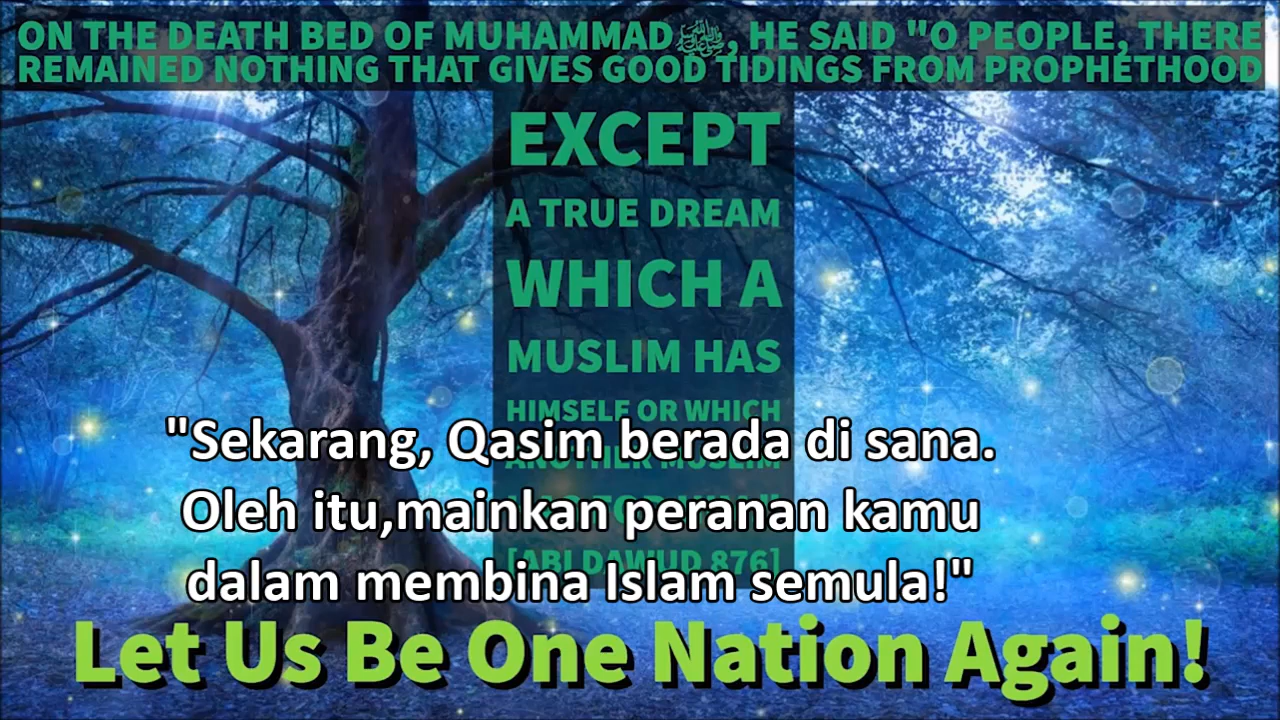 ON THE DEATH BED OF MUHAMMADﷺ, HE SAID "O PEOPLE, THERE
REMAINED NOTHING THAT GIVES GOOD TIDINGS FROM PROPHETHOOD
EXCEPT
A TRUE DREAM
WHICH A
MUSLIM HAS
HIMSELF OR WHICH
ANOTHER MUSLIM
[ABI DAWUD 876]
"Sekarang, Qasim berada di sana.
Oleh itu,mainkan peranan kamu
dalam membina Islam semula!"
Let Us Be One Nation Again!